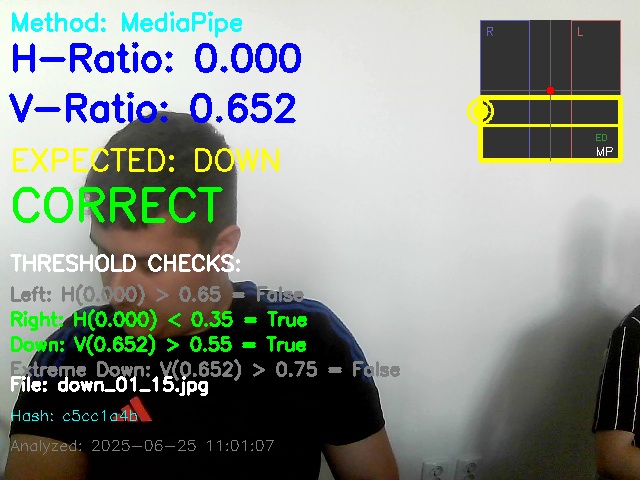 Method: MediaPipe
H-Ratio: 0.000
V-Ratio: 0.652
EXPECTED: DOWN
CORRECT
THRESHOLD CHECKS:
Left: H(0.000) > 0.65 = False
Right: H(0.000) < 0.35 = True
Down: V(0.652) > 0.55 = True
Extreme Down: V(0.652) > 0.75 = False
File: down_01_15.jpg
Hash: c5cc1a4b
Analyzed: 2025-06-25 11:01:07
R
L
ED
MP